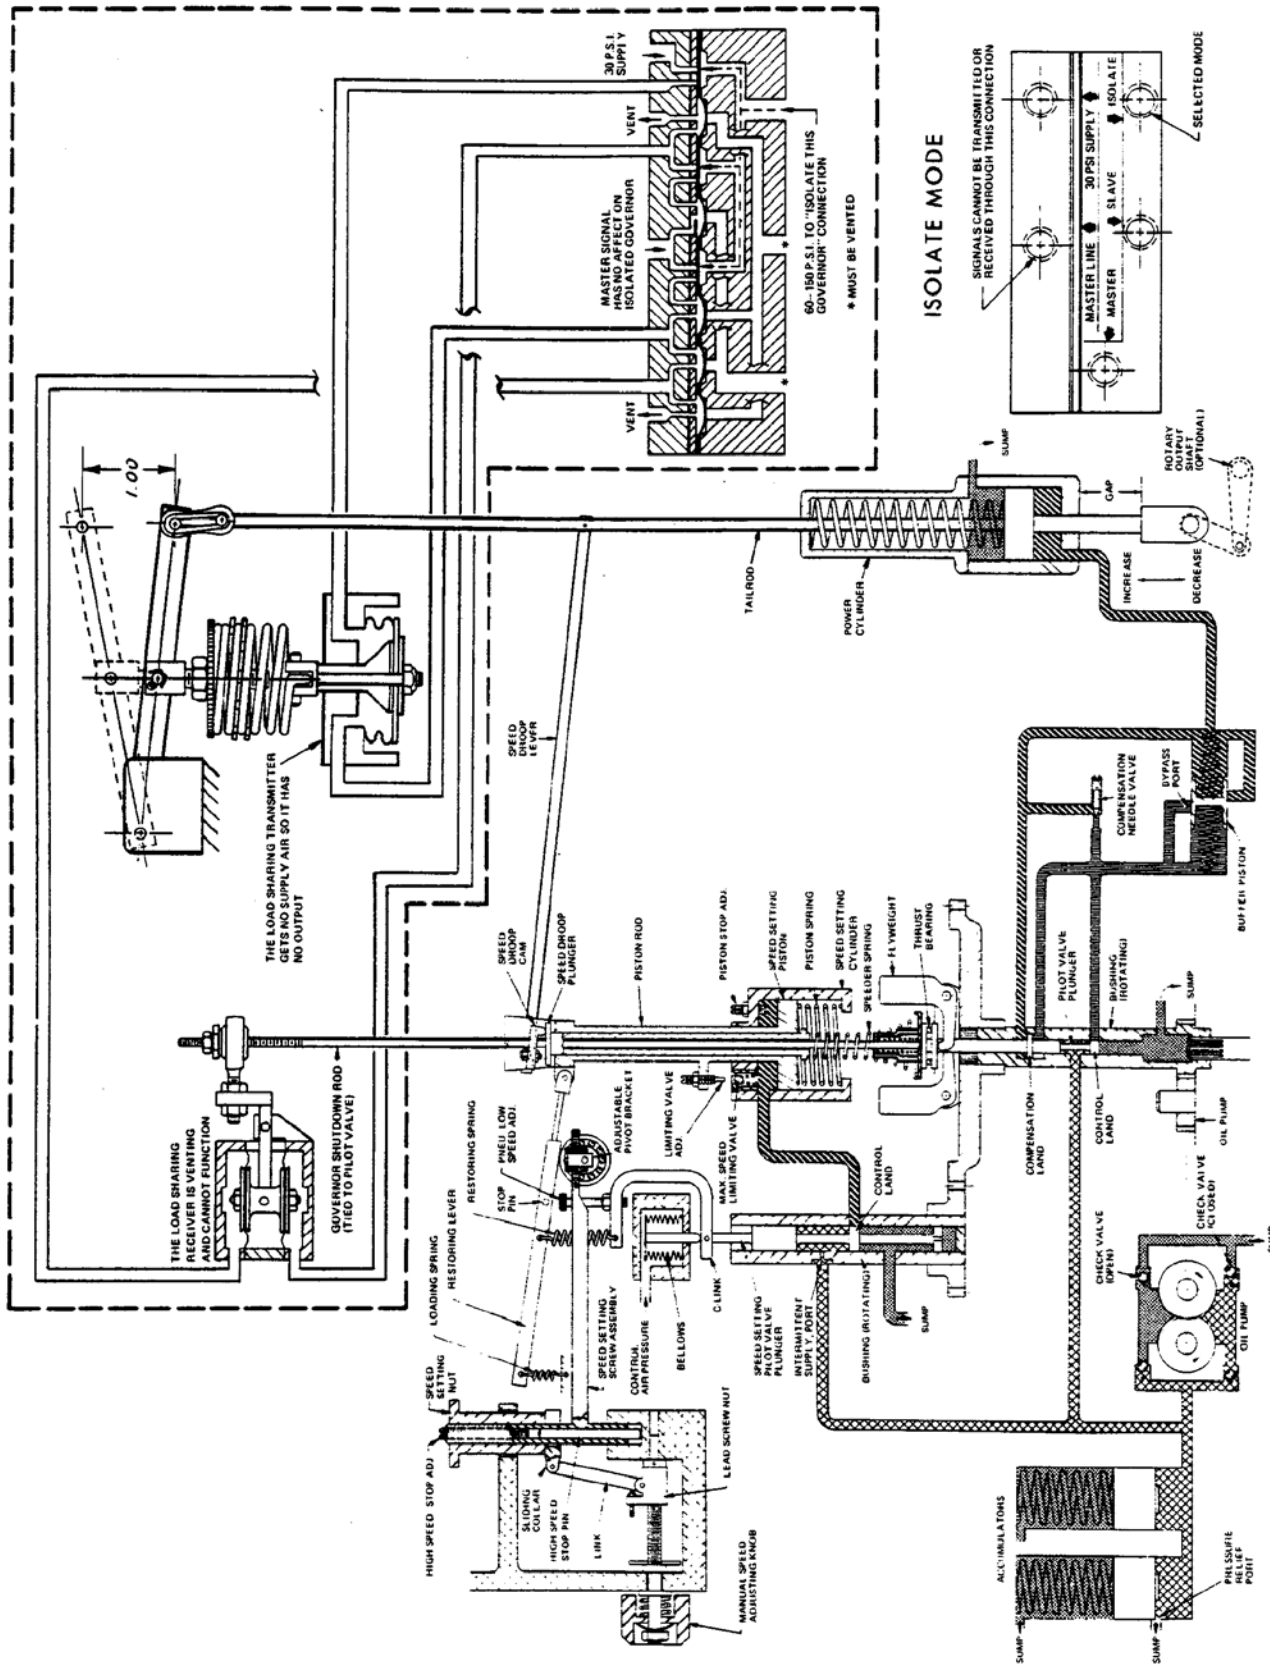 1.00
THE LOAD SHARING TRANSMITTER
GETS NO SUPPLY AIR SO IT HAS
NO OUTPUT
THE LOAD SHARING
RECEIVER IS VENTING
AND CANNOT FUNCTION
GOVERNOR SHUTDOWN ROD
(TIED TO PILOT VALVE)
VENT
MASTER SIGNAL
HAS NO AFFECT ON
ISOLATED GOVERNOR
VENT
30 P.S.I.
SUPPLY
*
*
60-150 P.S.I. TO "ISOLATE THIS
GOVERNOR" CONNECTION
* MUST BE VENTED
ISOLATE MODE
SIGNALS CANNOT BE TRANSMITTED OR
RECEIVED THROUGH THIS CONNECTION
MASTER LINE
30 PSI SUPPLY
MASTER
SLAVE
ISOLATE
SELECTED MODE
HIGH SPEED STOP ADJ
SPEED
SETTING
NUT
LOADING SPRING
RESTORING LEVER
RESTORING SPRING
STOP
PIN
PNEU LOW
SPEED ADJ.
ADJUSTABLE
PIVOT BRACKET
SPEED
DROOP
CAM
SPEED DROOP
PLUNGER
SPEED
DROOP
LEVER
PISTON ROD
TAILROD
SLIDING
COLLAR
HIGH SPEED
STOP PIN
LINK
SPEED SETTING
SCREW ASSEMBLY
CONTROL
AIR PRESSURE
BELLOWS
C-LINK
LIMITING VALVE
ADJ.
MAX. SPEED
LIMITING VALVE
PISTON STOP ADJ.
SPEED SETTING
PISTON
PISTON SPRING
SPEED SETTING
CYLINDER
SPEEDER SPRING
FLYWEIGHT
THRUST
BEARING
POWER
CYLINDER
SUMP
GAP
INCREASE
DECREASE
ROTARY
OUTPUT
SHAFT
(OPTIONAL)
LEAD SCREW NUT
MANUAL SPEED
ADJUSTING KNOB
SPEED SETTING
PILOT VALVE
PLUNGER
INTERMITTENT
SUPPLY PORT
BUSHING (ROTATING)
SUMP
CONTROL
LAND
COMPENSATION
LAND
CONTROL
LAND
PILOT VALVE
PLUNGER
BUSHING
(ROTATING)
SUMP
COMPENSATION
NEEDLE VALVE
BYPASS
PORT
BUFFER PISTON
OIL PUMP
CHECK VALVE
(CLOSED)
CHECK VALVE
(OPEN)
OIL PUMP
SUMP
ACCUMULATORS
SUMP
SUMP
PRESSURE
RELIEF
PORT